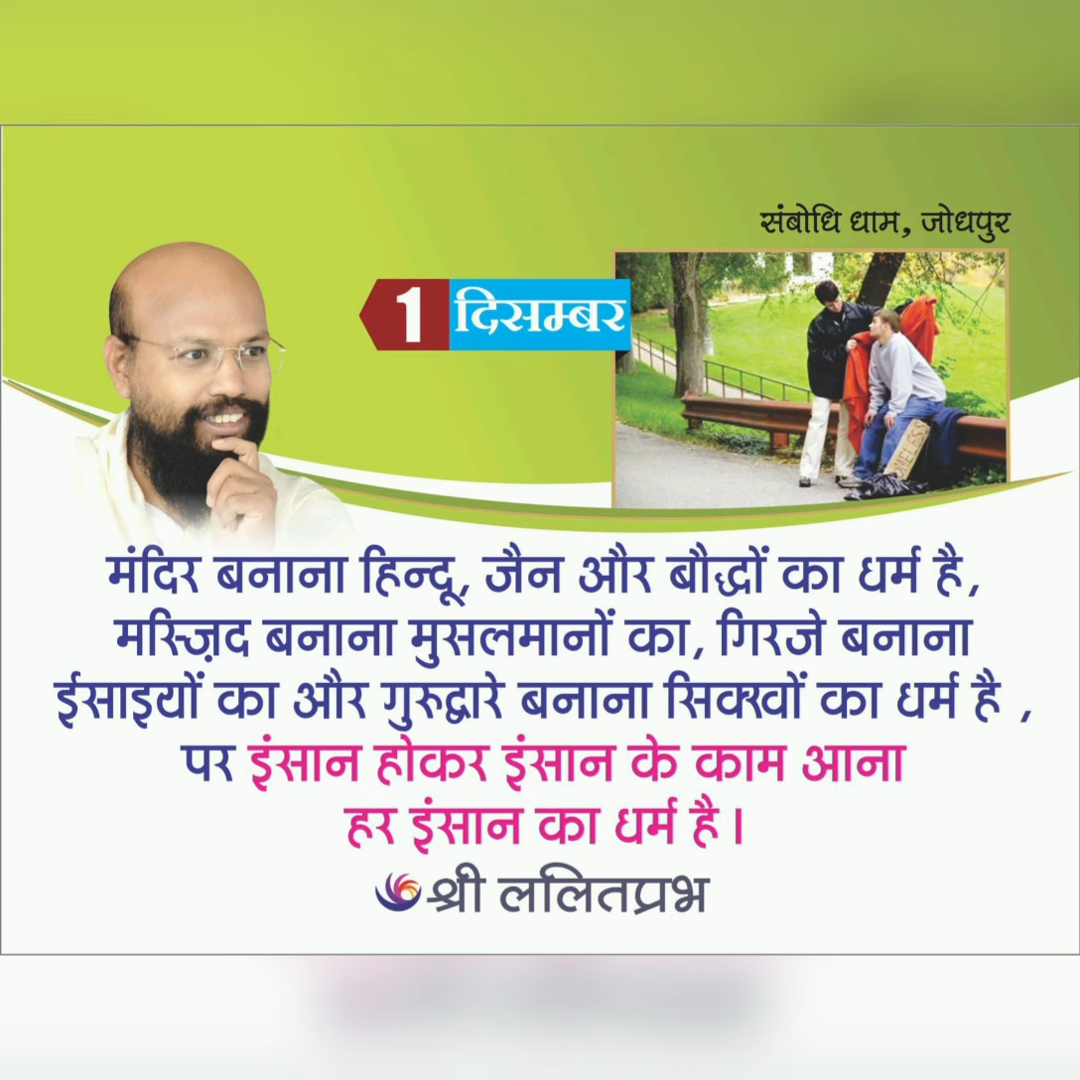 संबोधि धाम, जोधपुर
1 दिसम्बर
मंदिर बनाना हिन्दू, जैन और बौद्धों का धर्म है,
मस्जि़द बनाना मुसलमानों का, गिरजे बनाना
ईसाइयों का और गुरुद्वारे बनाना सिक्खों का धर्म है ,
पर इंसान होकर इंसान के काम आना
हर इंसान का धर्म है।
श्री ललितप्रभ